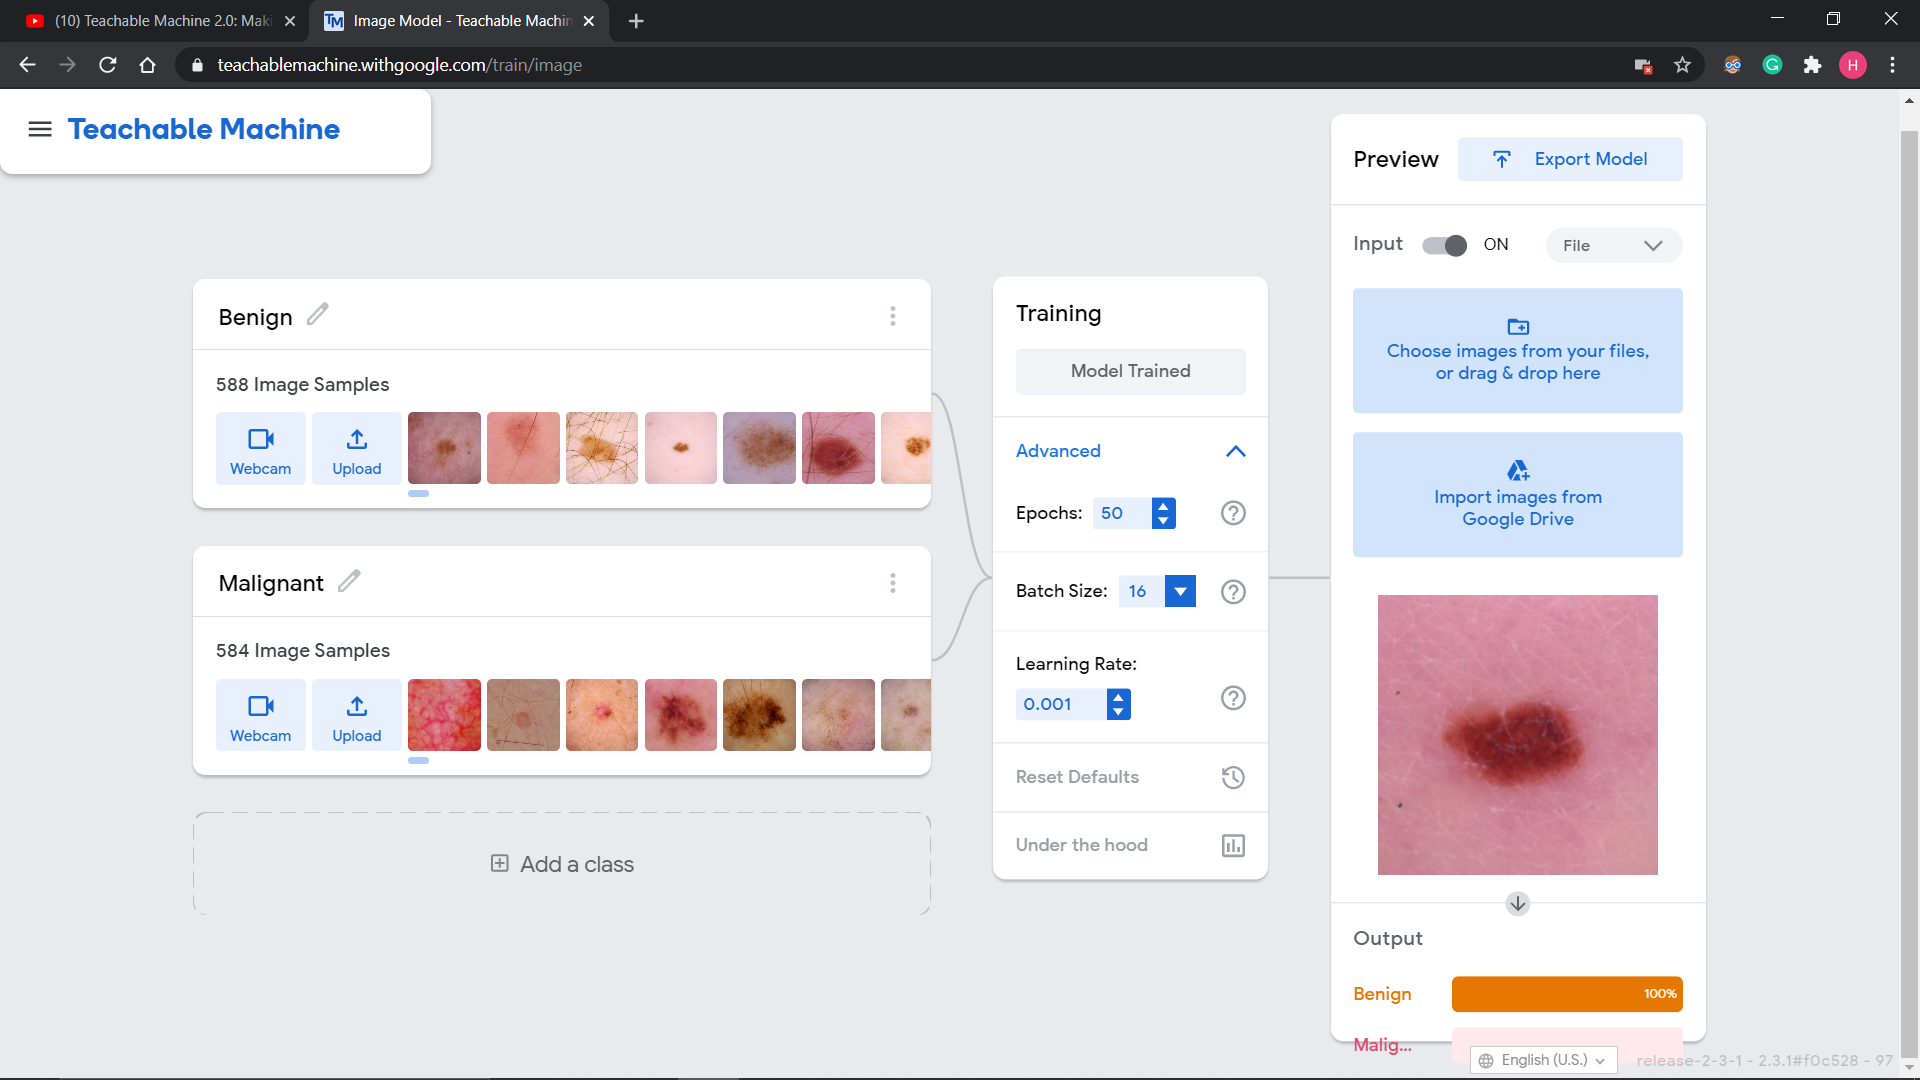 (10) Teachable Machine 2.0: Maki
Image Model - Teachable Machin
teachablemachine.withgoogle.com/train/image
H
Teachable Machine
Benign
588 Image Samples
Webcam
Upload
Malignant
584 Image Samples
Webcam
Upload
Add a class
Training
Model Trained
Advanced
Epochs: 50
Batch Size: 16
Learning Rate:
0.001
Reset Defaults
Under the hood
Preview
Export Model
Input ON File
Choose images from your files,
or drag & drop here
Import images from
Google Drive
Output
Benign 100%
Malig...
English (U.S.)
release-2-3-1 - 2.3.1#f0c528 - 97